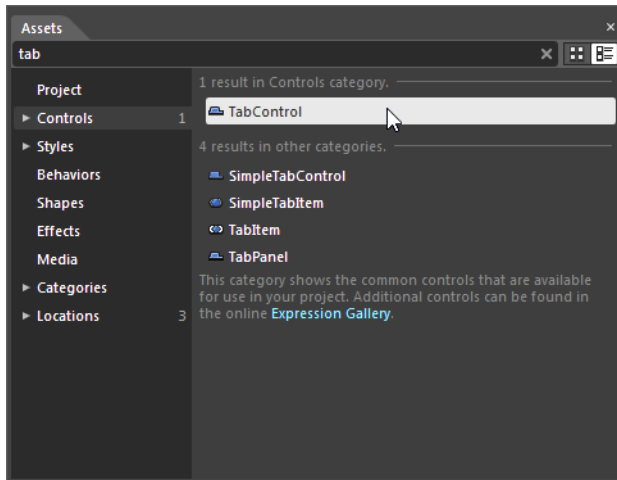 Assets
tab
Project
Controls 1
Styles
Behaviors
Shapes
Effects
Media
Categories
Locations 3
1 result in Controls category.
TabControl
4 results in other categories.
SimpleTabControl
SimpleTabItem
TabItem
TabPanel
This category shows the common controls that are available
for use in your project. Additional controls can be found in
the online Expression Gallery.